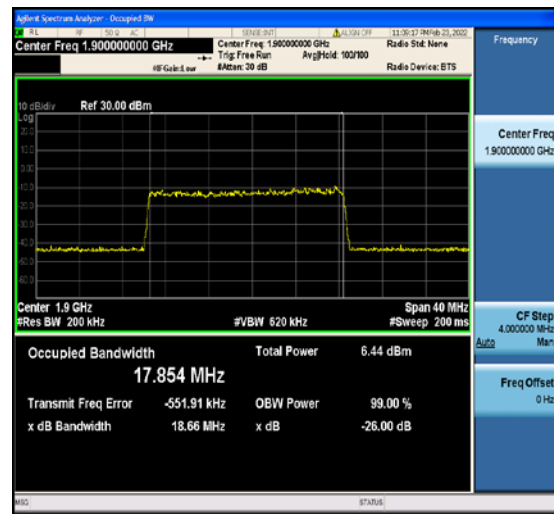 Agilent Spectrum Analyzer - Occupied BW
RL RF 50 Ω AC SENSE:INT ALIGN OFF 11:09:17 PM Feb 23, 2022
Center Freq 1.900000000 GHz
Center Freq: 1.900000000 GHz
Radio Std: None
Trig: Free Run Avg|Hold: 100/100
#IFGain:Low #Atten: 30 dB Radio Device: BTS
Frequency
10 dB/div Ref 30.00 dBm
Log
20.0
10.0
0.00
-10.0
-20.0
-30.0
-40.0
-50.0
-60.0
Center 1.9 GHz Span 40 MHz
#Res BW 200 kHz #VBW 620 kHz #Sweep 200 ms
Occupied Bandwidth Total Power 6.44 dBm
17.854 MHz
Transmit Freq Error -551.91 kHz OBW Power 99.00 %
x dB Bandwidth 18.66 MHz x dB -26.00 dB
Center Freq
1.900000000 GHz
CF Step
4.000000 MHz
Auto Man
Freq Offset
0 Hz
MSG STATUS